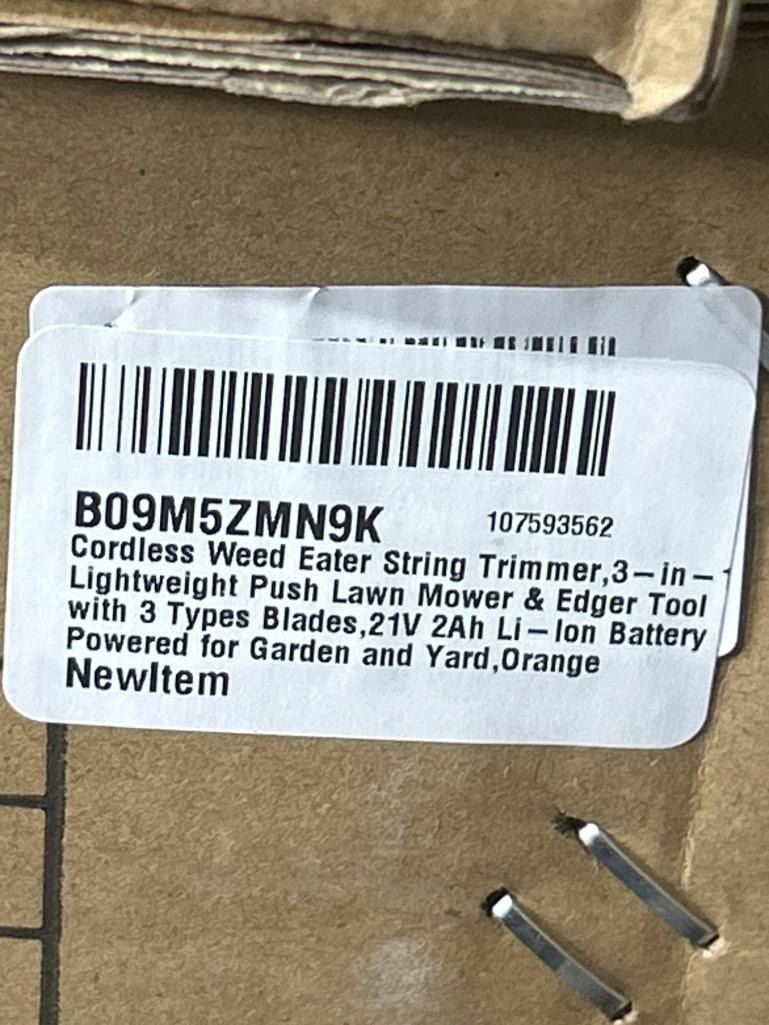 B09M5ZMN9K 107593562
Cordless Weed Eater String Trimmer,3-in-1
Lightweight Push Lawn Mower & Edger Tool
with 3 Types Blades,21V 2Ah Li-Ion Battery
Powered for Garden and Yard,Orange
NewItem